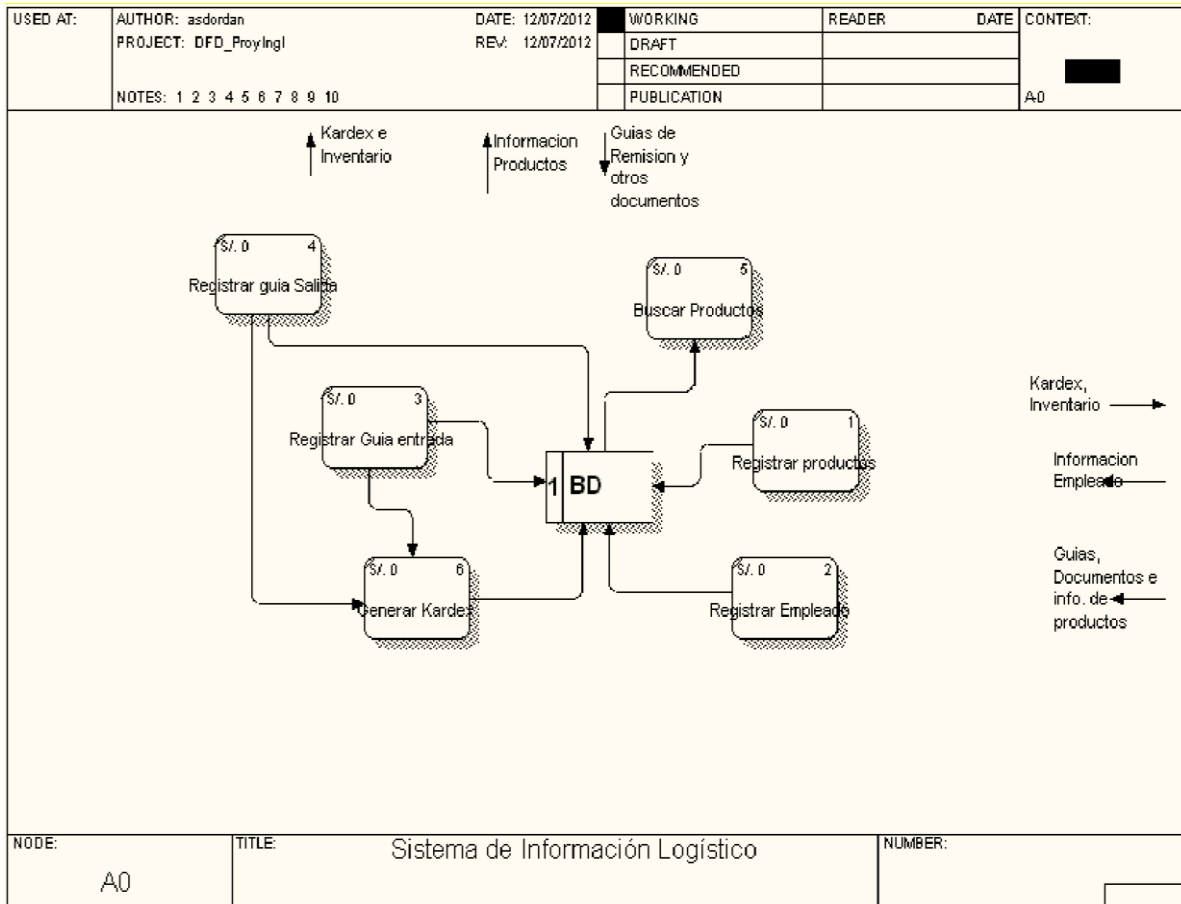 USED AT:
AUTHOR: asdordan
DATE: 12/07/2012
PROJECT: DFD_ProyIngI
REV: 12/07/2012
NOTES: 1 2 3 4 5 6 7 8 9 10
WORKING
DRAFT
RECOMMENDED
PUBLICATION
READER
DATE
CONTEXT:
A-0
Kardex e
Inventario
Informacion
Productos
Guias de
Remision y
otros
documentos
S/. 0 4
Registrar guia Salida
S/. 0 5
Buscar Productos
S/. 0 3
Registrar Guia entrada
S/. 0 1
Registrar productos
Kardex,
Inventario
1 BD
Informacion
Empleado
S/. 0 6
Generar Kardex
S/. 0 2
Registrar Empleado
Guias,
Documentos e
info. de
productos
NODE:
A0
TITLE:
Sistema de Información Logístico
NUMBER: